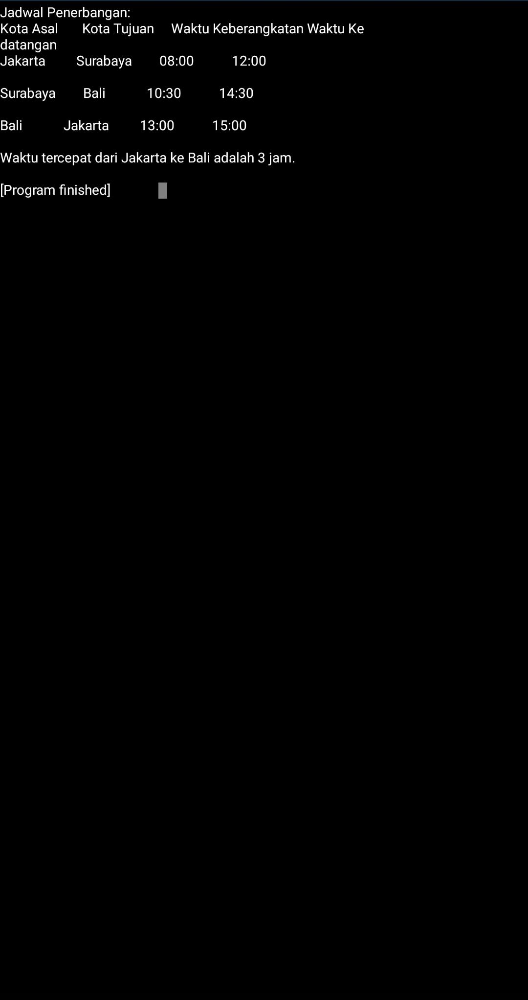 Jadwal Penerbangan:
Kota Asal Kota Tujuan Waktu Keberangkatan Waktu Ke
datangan
Jakarta Surabaya 08:00 12:00
Surabaya Bali 10:30 14:30
Bali Jakarta 13:00 15:00
Waktu tercepat dari Jakarta ke Bali adalah 3 jam.
[Program finished]